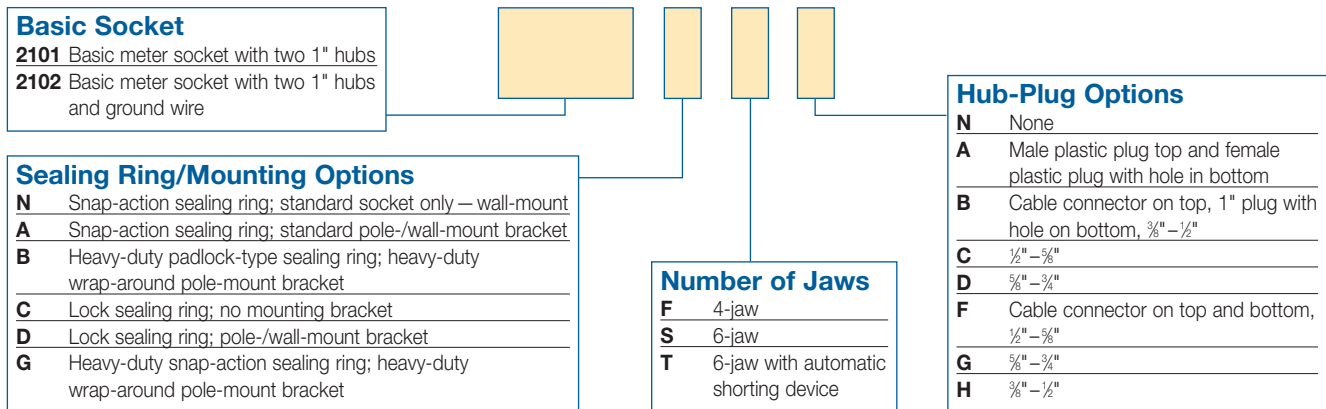 Basic Socket
2101 Basic meter socket with two 1" hubs
2102 Basic meter socket with two 1" hubs
and ground wire
Sealing Ring/Mounting Options
N Snap-action sealing ring; standard socket only — wall-mount
A Snap-action sealing ring; standard pole-/wall-mount bracket
B Heavy-duty padlock-type sealing ring; heavy-duty
wrap-around pole-mount bracket
C Lock sealing ring; no mounting bracket
D Lock sealing ring; pole-/wall-mount bracket
G Heavy-duty snap-action sealing ring; heavy-duty
wrap-around pole-mount bracket
Number of Jaws
F 4-jaw
S 6-jaw
T 6-jaw with automatic
shorting device
Hub-Plug Options
N None
A Male plastic plug top and female
plastic plug with hole in bottom
B Cable connector on top, 1" plug with
hole on bottom, ⅜"–½"
C ½"–⅝"
D ⅝"–¾"
F Cable connector on top and bottom,
½"–⅝"
G ⅝"–¾"
H ⅜"–½"